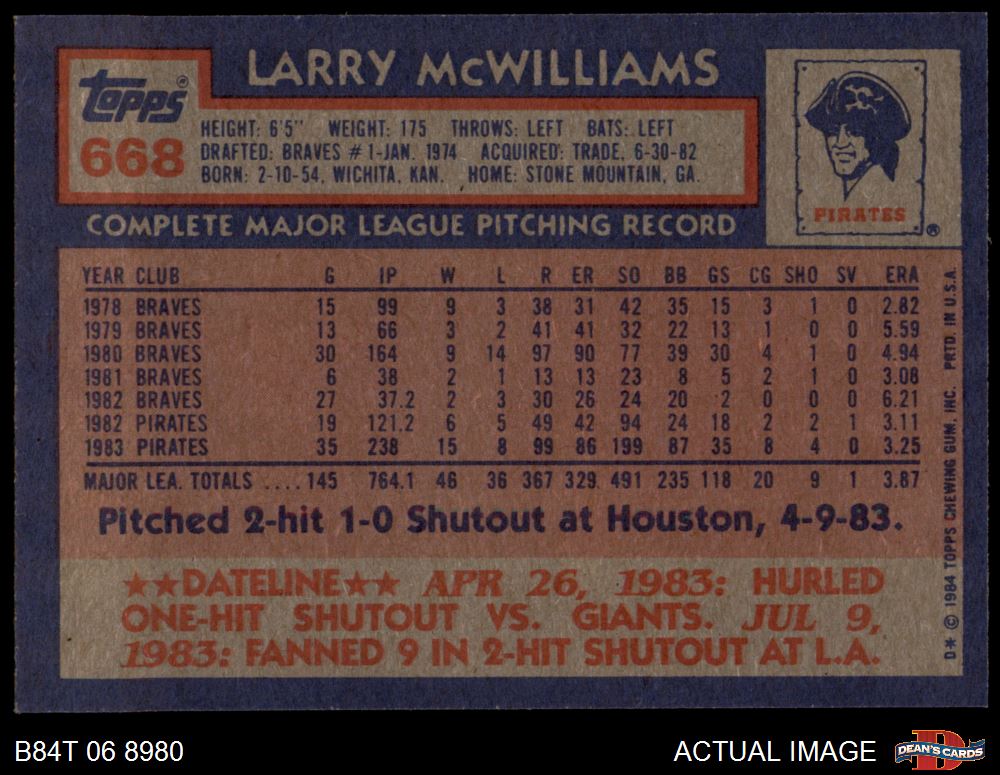 LARRY McWILLIAMS
Topps®
668
HEIGHT: 6'5" WEIGHT: 175 THROWS: LEFT BATS: LEFT
DRAFTED: BRAVES #1-JAN. 1974 ACQUIRED: TRADE, 6-30-82
BORN: 2-10-54, WICHITA, KAN. HOME: STONE MOUNTAIN, GA.
PIRATES
®
COMPLETE MAJOR LEAGUE PITCHING RECORD
YEAR CLUB G IP W L R ER SO BB GS CG SHO SV ERA
1978 BRAVES 15 99 9 3 38 31 42 35 15 3 1 0 2.82
1979 BRAVES 13 66 3 2 41 41 32 22 13 1 0 0 5.59
1980 BRAVES 30 164 9 14 97 90 77 39 30 4 1 0 4.94
1981 BRAVES 6 38 2 1 13 13 23 8 5 2 1 0 3.08
1982 BRAVES 27 37.2 2 3 30 26 24 20 2 0 0 0 6.21
1982 PIRATES 19 121.2 6 5 49 42 94 24 18 2 2 1 3.11
1983 PIRATES 35 238 15 8 99 86 199 87 35 8 4 0 3.25
MAJOR LEA. TOTALS ....145 764.1 46 36 367 329 491 235 118 20 9 1 3.87
Pitched 2-hit 1-0 Shutout at Houston, 4-9-83.
★★DATELINE★★ APR 26, 1983: HURLED
ONE-HIT SHUTOUT VS. GIANTS. JUL 9,
1983: FANNED 9 IN 2-HIT SHUTOUT AT L.A.
D* © 1984 TOPPS CHEWING GUM, INC. PRTD. IN U.S.A.
B84T 06 8980
ACTUAL IMAGE
DEAN'S CARDS